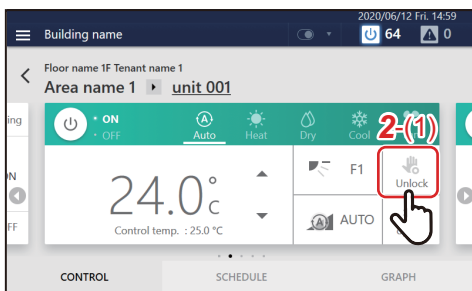 2020/06/12 Fri. 14:59
Building name
64
0
Floor name 1F Tenant name 1
Area name 1
unit 001
ing
ON
OFF
Auto
Heat
Dry
Cool
2-(1)
24.0°c
Control temp. : 25.0 °C
F1
Unlock
AUTO
FF
CONTROL
SCHEDULE
GRAPH